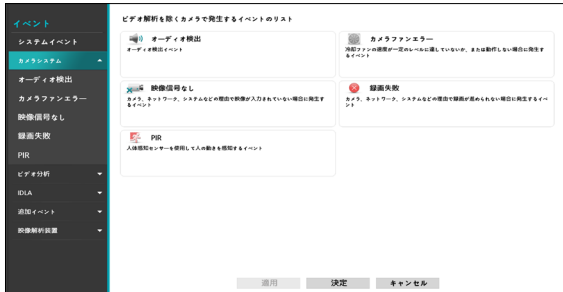 イベント
システムイベント
カメラシステム
オーディオ検出
カメラファンエラー
映像信号なし
録画失敗
PIR
ビデオ分析
IDLA
追加イベント
映像解析装置
ビデオ解析を除くカメラで発生するイベントのリスト
オーディオ検出
オーディオ検出イベント
カメラファンエラー
冷却ファンの速度が一定のレベルに達していないか、または動作しない場合に発生す
るイベント
映像信号なし
カメラ、ネットワーク、システムなどの理由で映像が入力されていない場合に発生す
るイベント
録画失敗
カメラ、ネットワーク、システムなどの理由で録画が始められない場合に発生するイベ
ント
PIR
人体感知センサーを使用して人の動きを感知するイベント
適用
決定
キャンセル